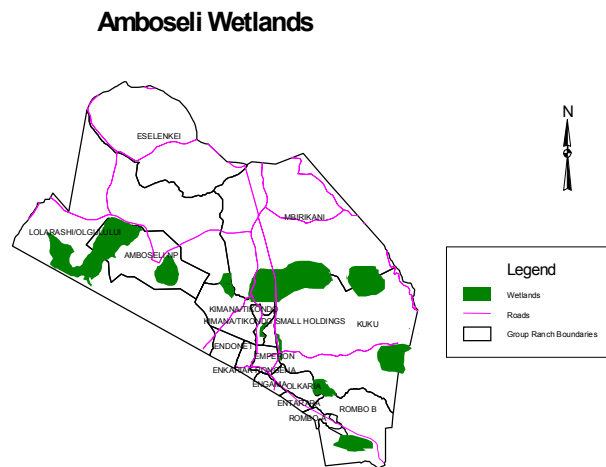 Amboseli Wetlands
N
ESELENKEI
MBIRIKANI
LOLARASHI/OLGULULUI
AMBOSELI NP
KIMANA/TIKONDO
KIMANA/TIKONDO SMALL HOLDINGS
KUKU
ENDONET
EMPERON
ENKARIAK RONGENA
ENGAMA
OLKARIA
ENTARARA
ROMBO B
ROMBO A
Legend
Wetlands
Roads
Group Ranch Boundaries